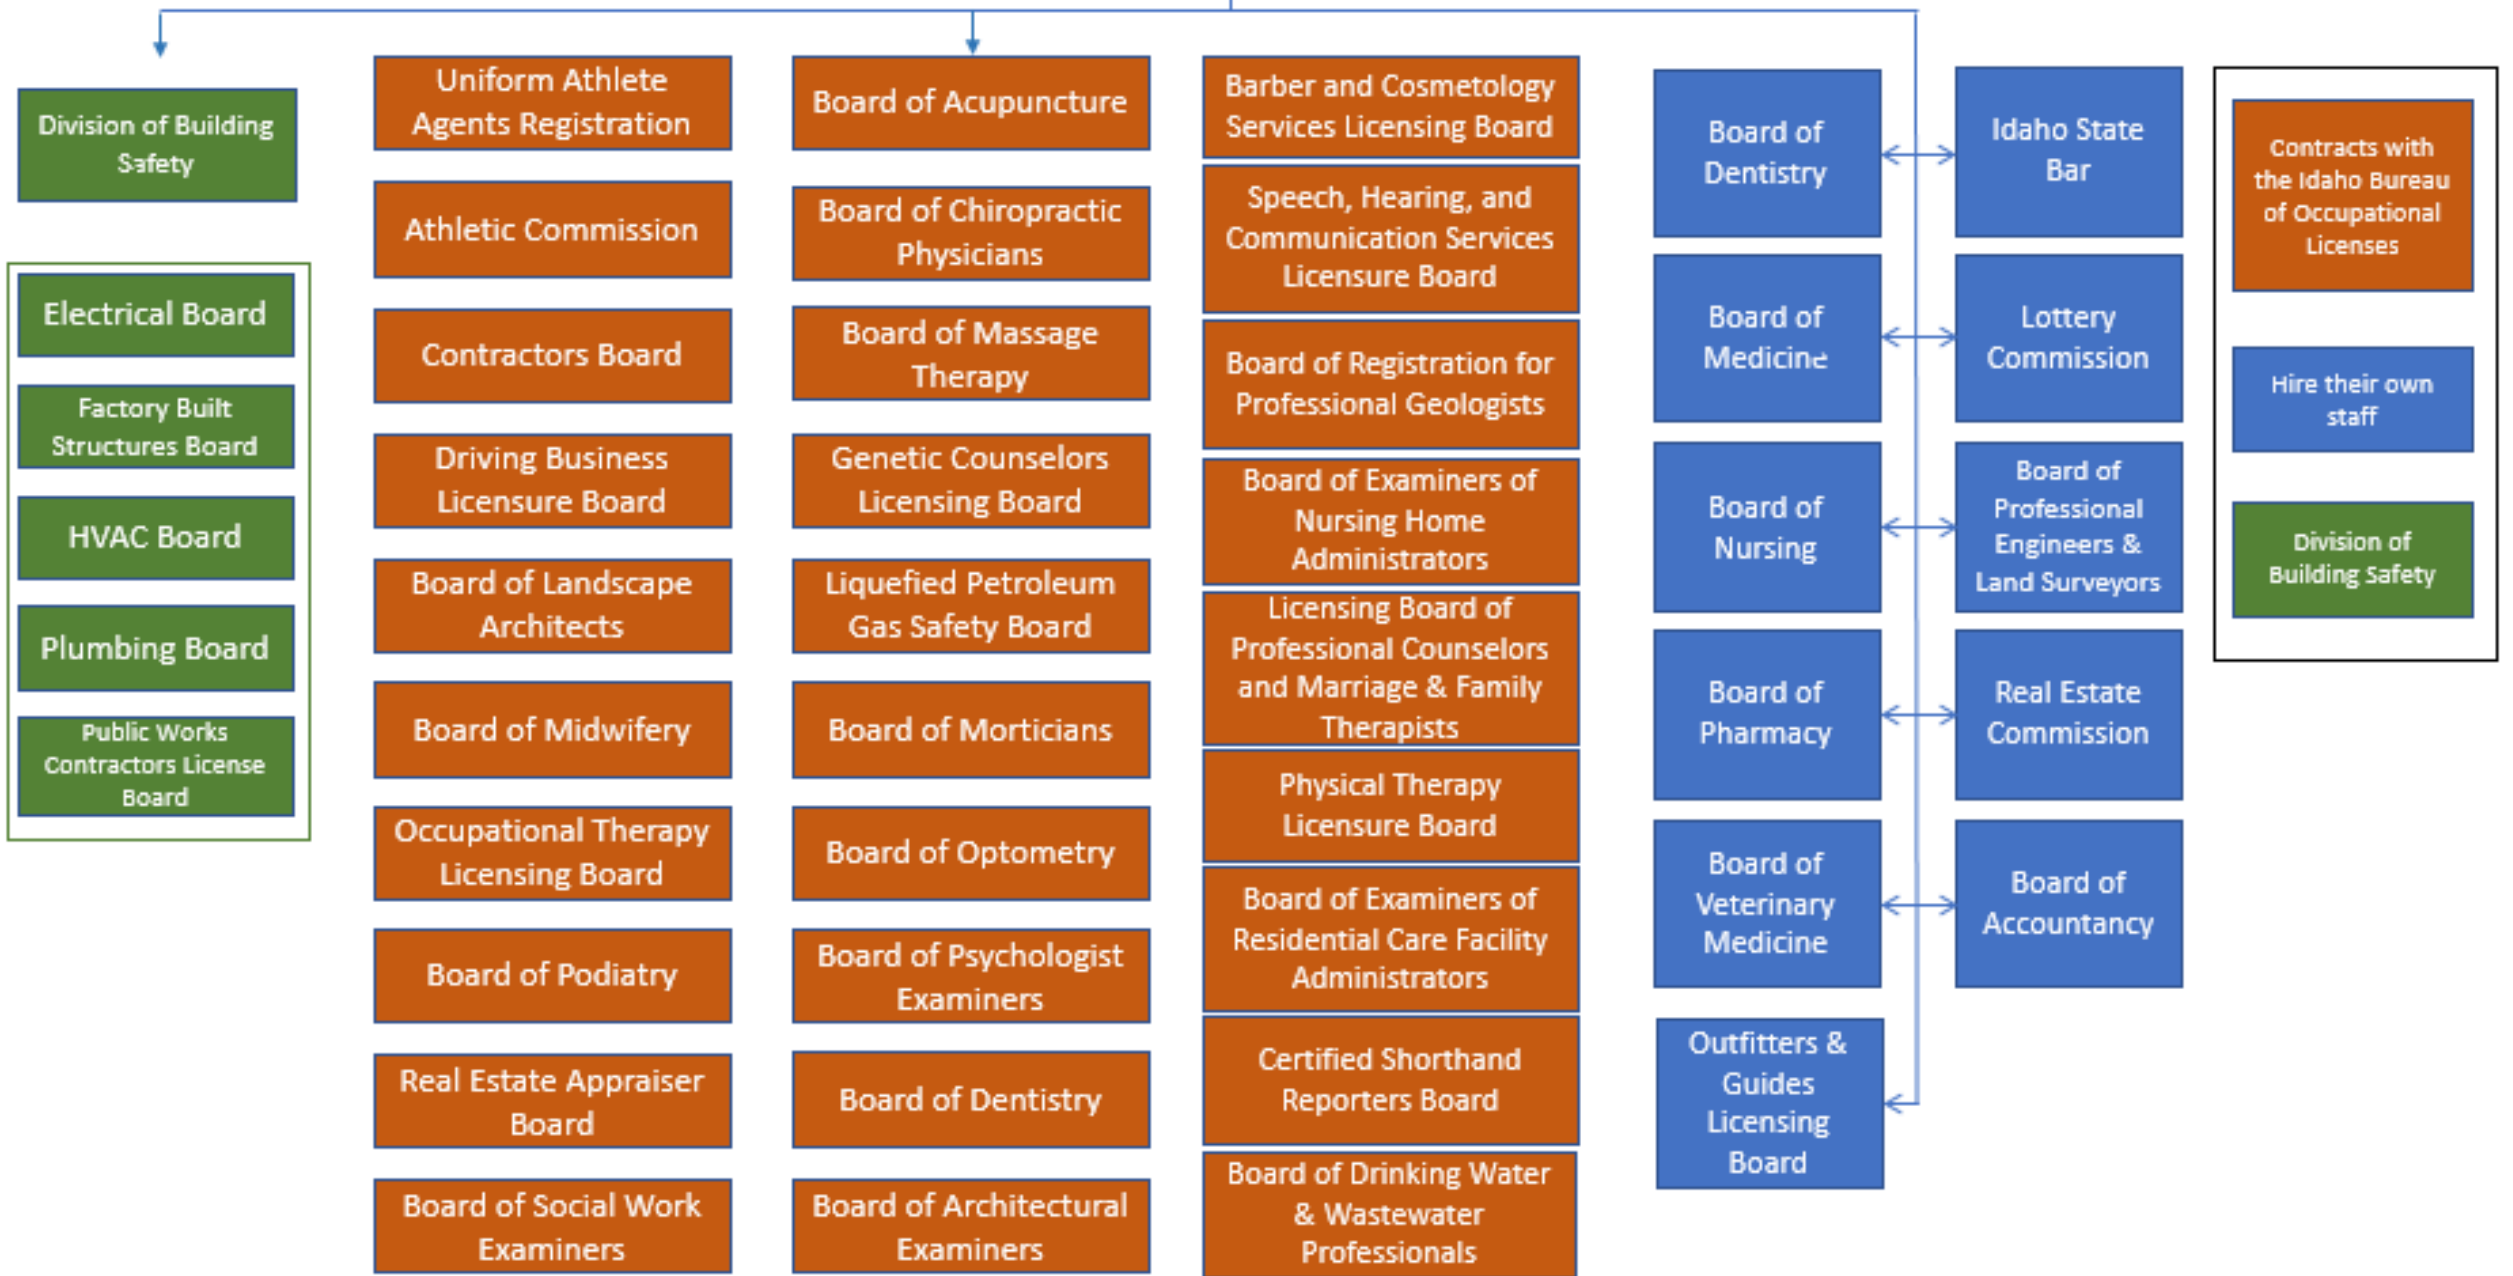 Division of Building
Safety
Electrical Board
Factory Built
Structures Board
HVAC Board
Plumbing Board
Public Works
Contractors License
Board
Uniform Athlete
Agents Registration
Athletic Commission
Contractors Board
Driving Business
Licensure Board
Board of Landscape
Architects
Board of Midwifery
Occupational Therapy
Licensing Board
Board of Podiatry
Real Estate Appraiser
Board
Board of Social Work
Examiners
Board of Acupuncture
Board of Chiropractic
Physicians
Board of Massage
Therapy
Genetic Counselors
Licensing Board
Liquefied Petroleum
Gas Safety Board
Board of Morticians
Board of Optometry
Board of Psychologist
Examiners
Board of Dentistry
Board of Architectural
Examiners
Barber and Cosmetology
Services Licensing Board
Speech, Hearing, and
Communication Services
Licensure Board
Board of Registration for
Professional Geologists
Board of Examiners of
Nursing Home
Administrators
Licensing Board of
Professional Counselors
and Marriage & Family
Therapists
Physical Therapy
Licensure Board
Board of Examiners of
Residential Care Facility
Administrators
Certified Shorthand
Reporters Board
Board of Drinking Water
& Wastewater
Professionals
Board of
Dentistry
Board of
Medicine
Board of
Nursing
Board of
Pharmacy
Board of
Veterinary
Medicine
Outfitters &
Guides
Licensing
Board
Idaho State
Bar
Lottery
Commission
Board of
Professional
Engineers &
Land Surveyors
Real Estate
Commission
Board of
Accountancy
Contracts with
the Idaho Bureau
of Occupational
Licenses
Hire their own
staff
Division of
Building Safety